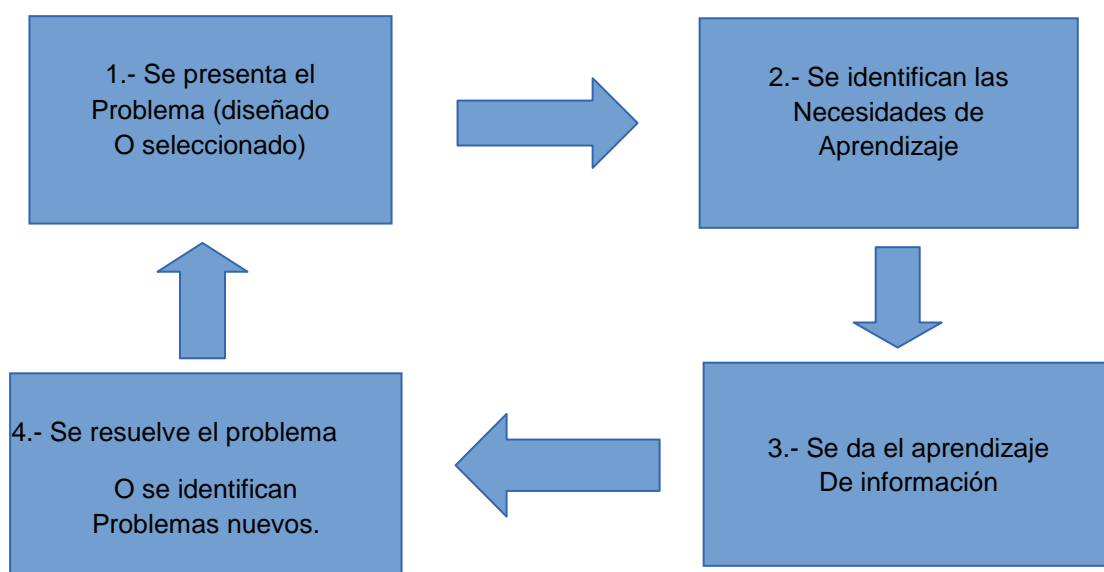 1.- Se presenta el
Problema (diseñado
O seleccionado)
2.- Se identifican las
Necesidades de
Aprendizaje
3.- Se da el aprendizaje
De información
4.- Se resuelve el problema
O se identifican
Problemas nuevos.